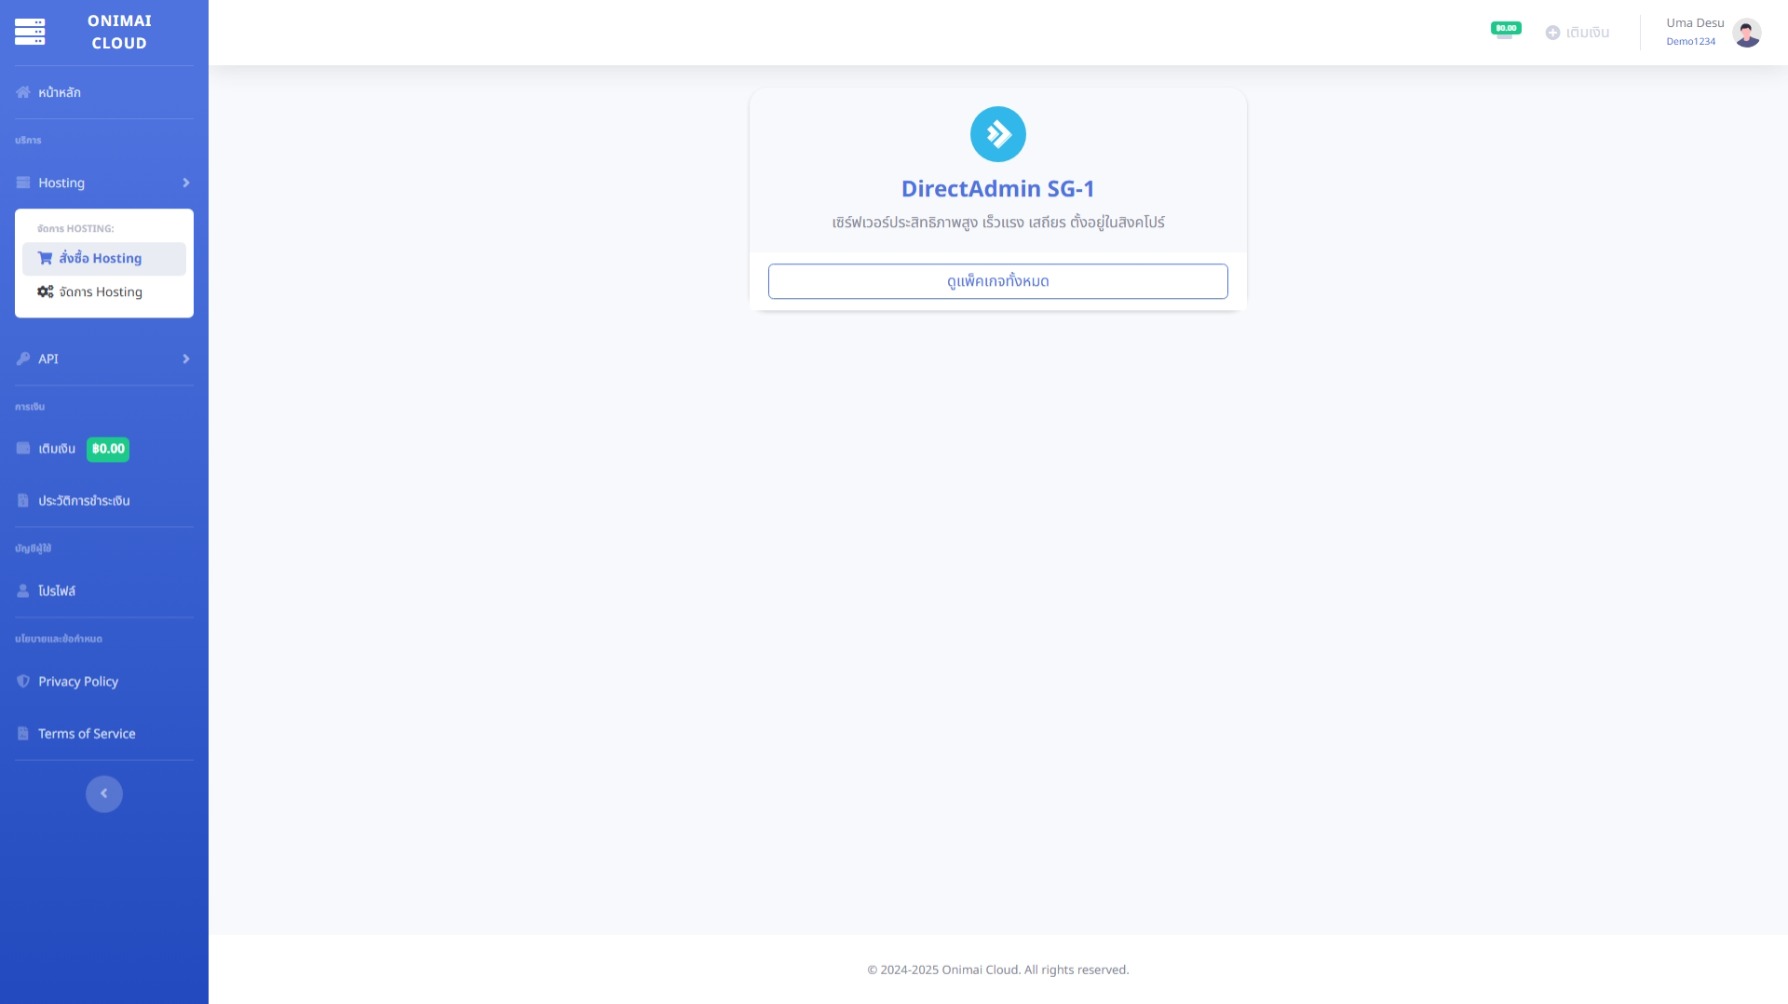 ONIMAI
CLOUD
หน้าหลัก
บริการ
Hosting
จัดการ HOSTING:
สั่งซื้อ Hosting
จัดการ Hosting
API
การเงิน
เติมเงิน ฿0.00
ประวัติการชำระเงิน
บัญชีผู้ใช้
โปรไฟล์
นโยบายและข้อกำหนด
Privacy Policy
Terms of Service
฿0.00
เติมเงิน
Uma Desu
Demo1234
DirectAdmin SG-1
เซิร์ฟเวอร์ประสิทธิภาพสูง เร็วแรง เสถียร ตั้งอยู่ในสิงคโปร์
ดูแพ็คเกจทั้งหมด
© 2024-2025 Onimai Cloud. All rights reserved.